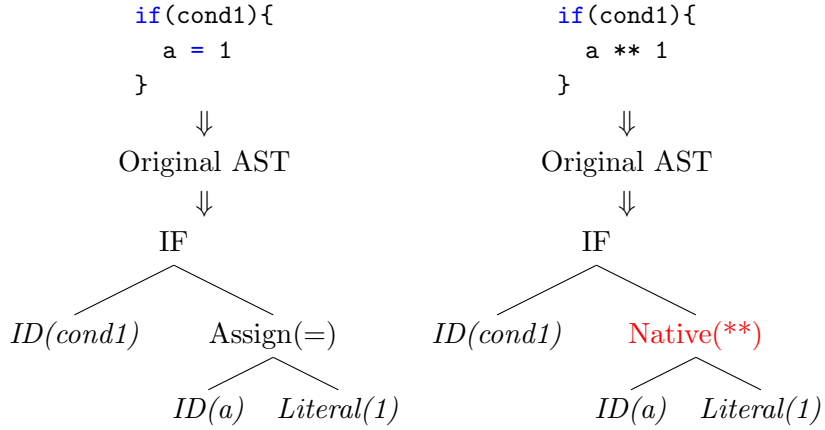 if(cond1){
a = 1
}
⇓
Original AST
⇓
IF
ID(cond1) Assign(=)
ID(a) Literal(1)
if(cond1){
a ** 1
}
⇓
Original AST
⇓
IF
ID(cond1) Native(**)
ID(a) Literal(1)